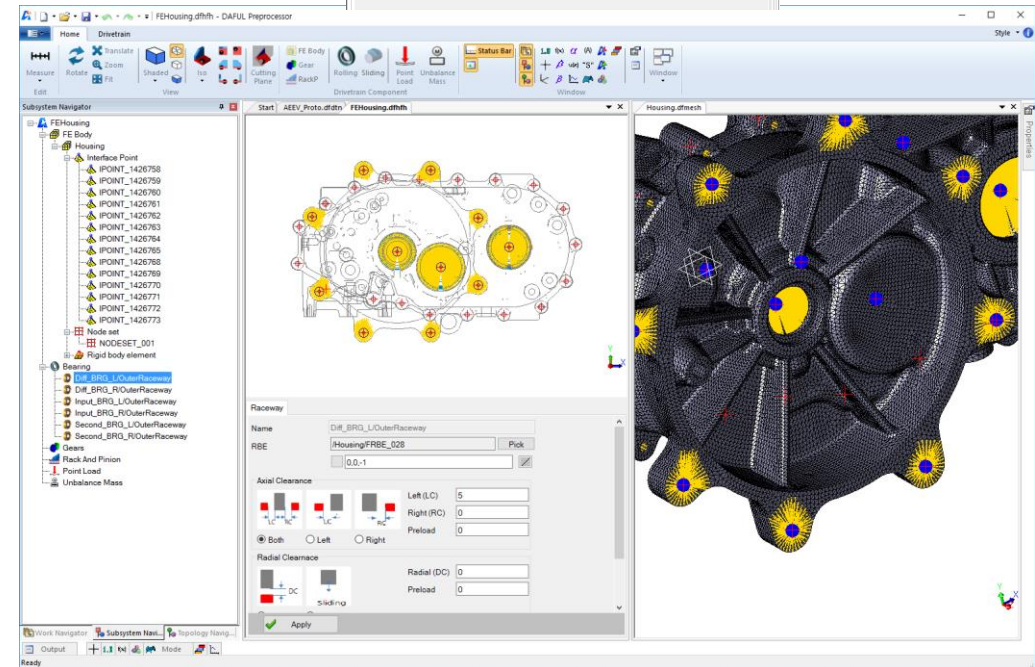 FEHousing.dfhfh - DAFUL Preprocessor
Home Drivetrain Style
Measure Rotate Translate Zoom Fit Shaded Iso Cutting Plane FE Body Gear RackP Rolling Sliding Point Load Unbalance Mass Status Bar Window
Edit View Drivetrain Component Window
Subsystem Navigator
FEHousing
FE Body
Housing
Interface Point
IPOINT_1426758
IPOINT_1426759
IPOINT_1426760
IPOINT_1426761
IPOINT_1426762
IPOINT_1426763
IPOINT_1426764
IPOINT_1426765
IPOINT_1426768
IPOINT_1426769
IPOINT_1426770
IPOINT_1426771
IPOINT_1426772
IPOINT_1426773
Node set
NODESET_001
Rigid body element
Bearing
Diff_BRG_L/OuterRaceway
Diff_BRG_R/OuterRaceway
Input_BRG_L/OuterRaceway
Input_BRG_R/OuterRaceway
Second_BRG_L/OuterRaceway
Second_BRG_R/OuterRaceway
Gears
Rack And Pinion
Point Load
Unbalance Mass
Work Navigator Subsystem Navi... Topology Navig...
Start AEEV_Proto.dfdtn FEHousing.dfhfh
Y
X
Raceway
Name Diff_BRG_L/OuterRaceway
RBE /Housing/FRBE_028 Pick
0,0,-1
Axial Clearance
LC RC LC RC
Left (LC) 5
Right (RC) 0
Preload 0
Both Left Right
Radial Clearnace
DC Sliding
Radial (DC) 0
Preload 0
Apply
Housing.dfmesh
Y
X
Properties
Output Mode
Ready